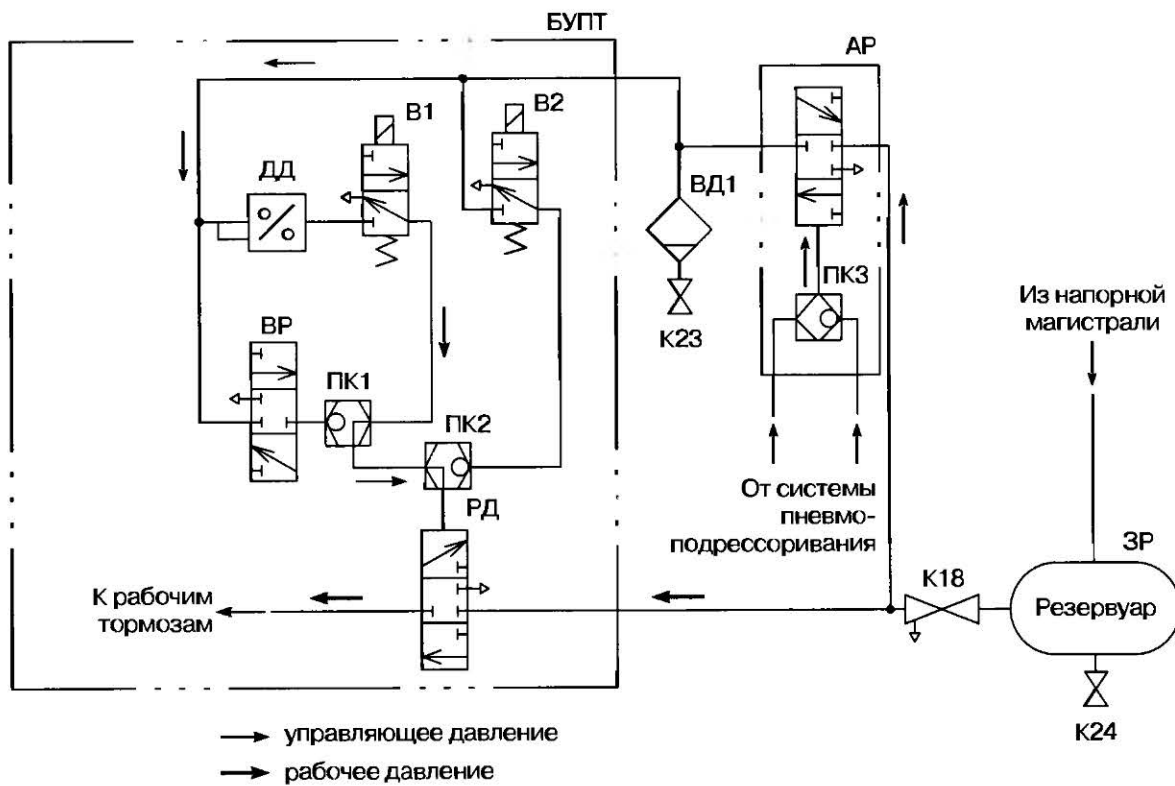 БУПТ
АР
В1
В2
ДД
ВД1
ПК3
К23
ВР
ПК1
ПК2
РД
Из напорной
магистрали
От системы
пневмо-
подрессоривания
ЗР
К18
Резервуар
К24
К рабочим
тормозам
управляющее давление
рабочее давление